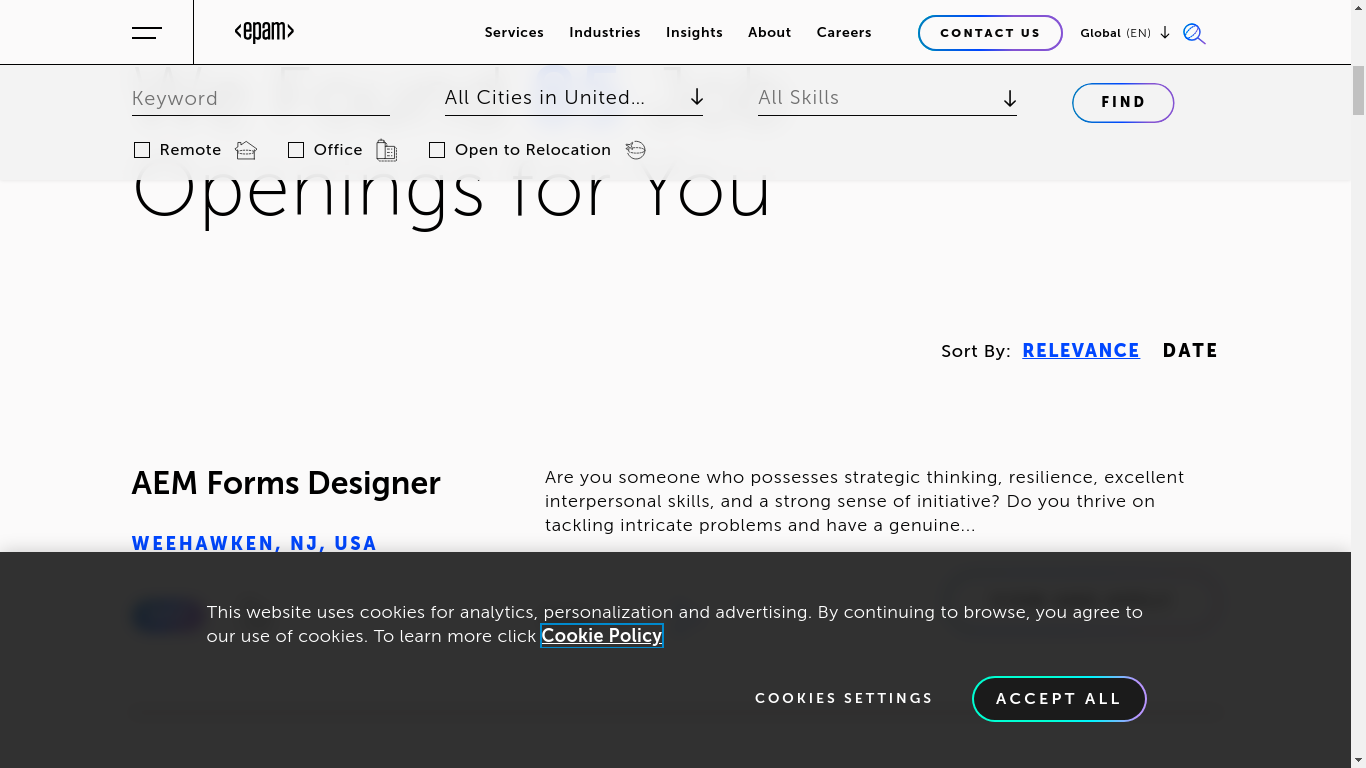 <epam>
Services Industries Insights About Careers CONTACT US Global (EN)
Keyword All Cities in United... All Skills FIND
Remote Office Open to Relocation
Openings for You
Sort By: RELEVANCE DATE
AEM Forms Designer
Are you someone who possesses strategic thinking, resilience, excellent
interpersonal skills, and a strong sense of initiative? Do you thrive on
tackling intricate problems and have a genuine...
WEEHAWKEN, NJ, USA
This website uses cookies for analytics, personalization and advertising. By continuing to browse, you agree to
our use of cookies. To learn more click Cookie Policy
COOKIES SETTINGS ACCEPT ALL